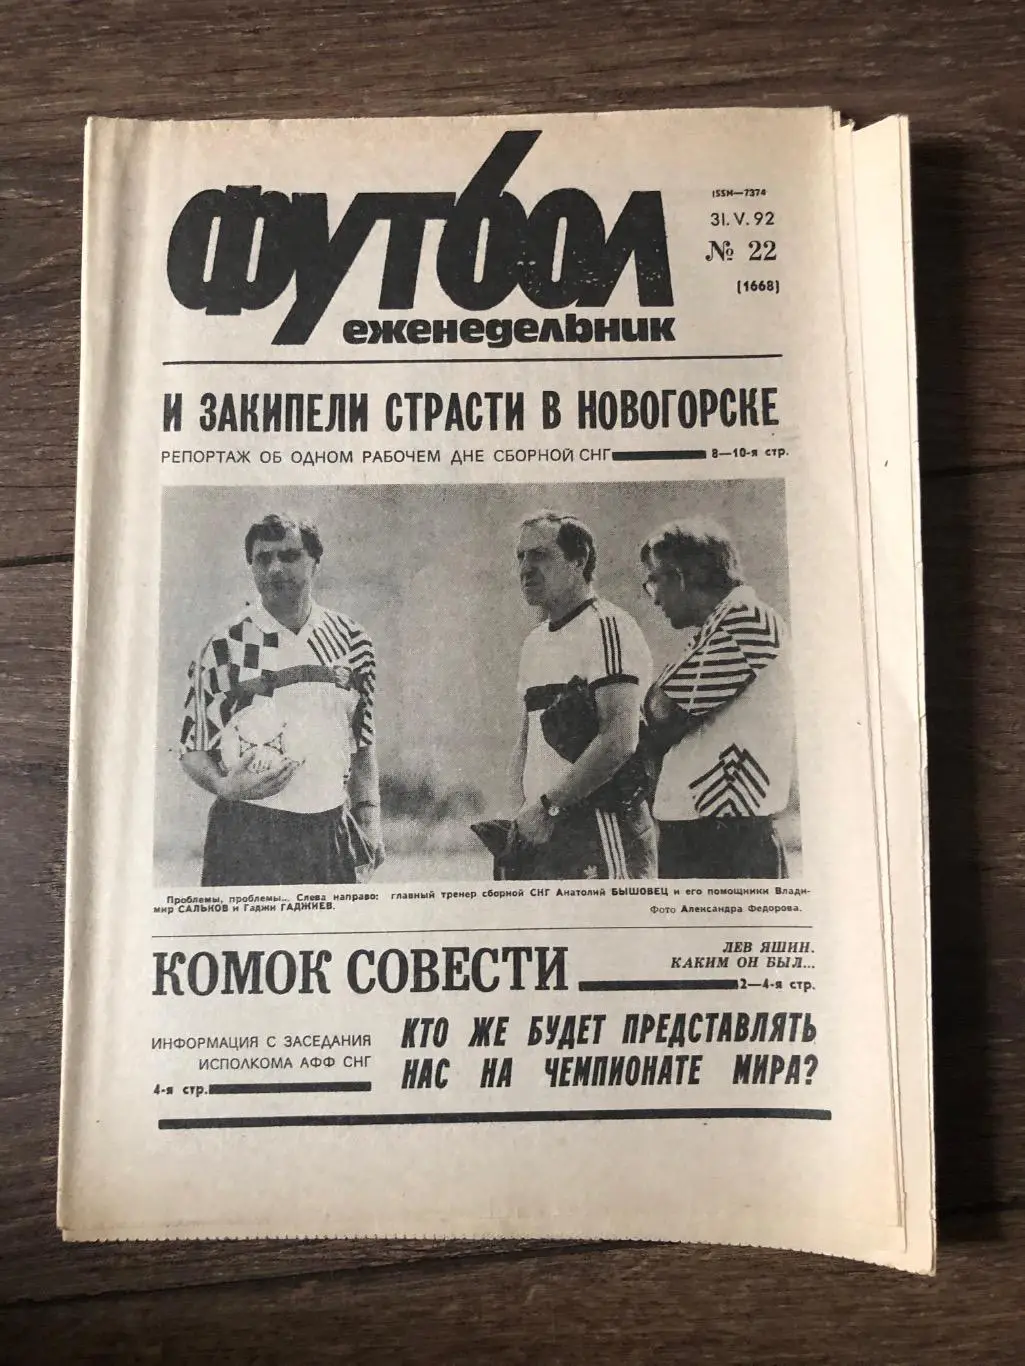 ФУТБОЛ
еженедельник
ISSN—7374
31.V.92
№ 22
(1668)
И ЗАКИПЕЛИ СТРАСТИ В НОВОГОРСКЕ
РЕПОРТАЖ ОБ ОДНОМ РАБОЧЕМ ДНЕ СБОРНОЙ СНГ 8—10-я стр.
Проблемы, проблемы... Слева направо: главный тренер сборной СНГ Анатолий БЫШОВЕЦ и его помощники Влади-
мир САЛЬКОВ и Гаджи ГАДЖИЕВ. Фото Александра Федорова.
КОМОК СОВЕСТИ
ЛЕВ ЯШИН.
КАКИМ ОН БЫЛ...
2—4-я стр.
ИНФОРМАЦИЯ С ЗАСЕДАНИЯ
ИСПОЛКОМА АФФ СНГ
4-я стр.
КТО ЖЕ БУДЕТ ПРЕДСТАВЛЯТЬ
НАС НА ЧЕМПИОНАТЕ МИРА?